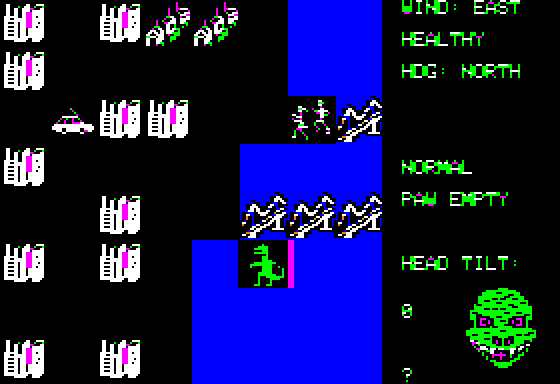 WIND: EAST
HEALTHY
HDG: NORTH
NORMAL
PAW EMPTY
HEAD TILT:
0
?